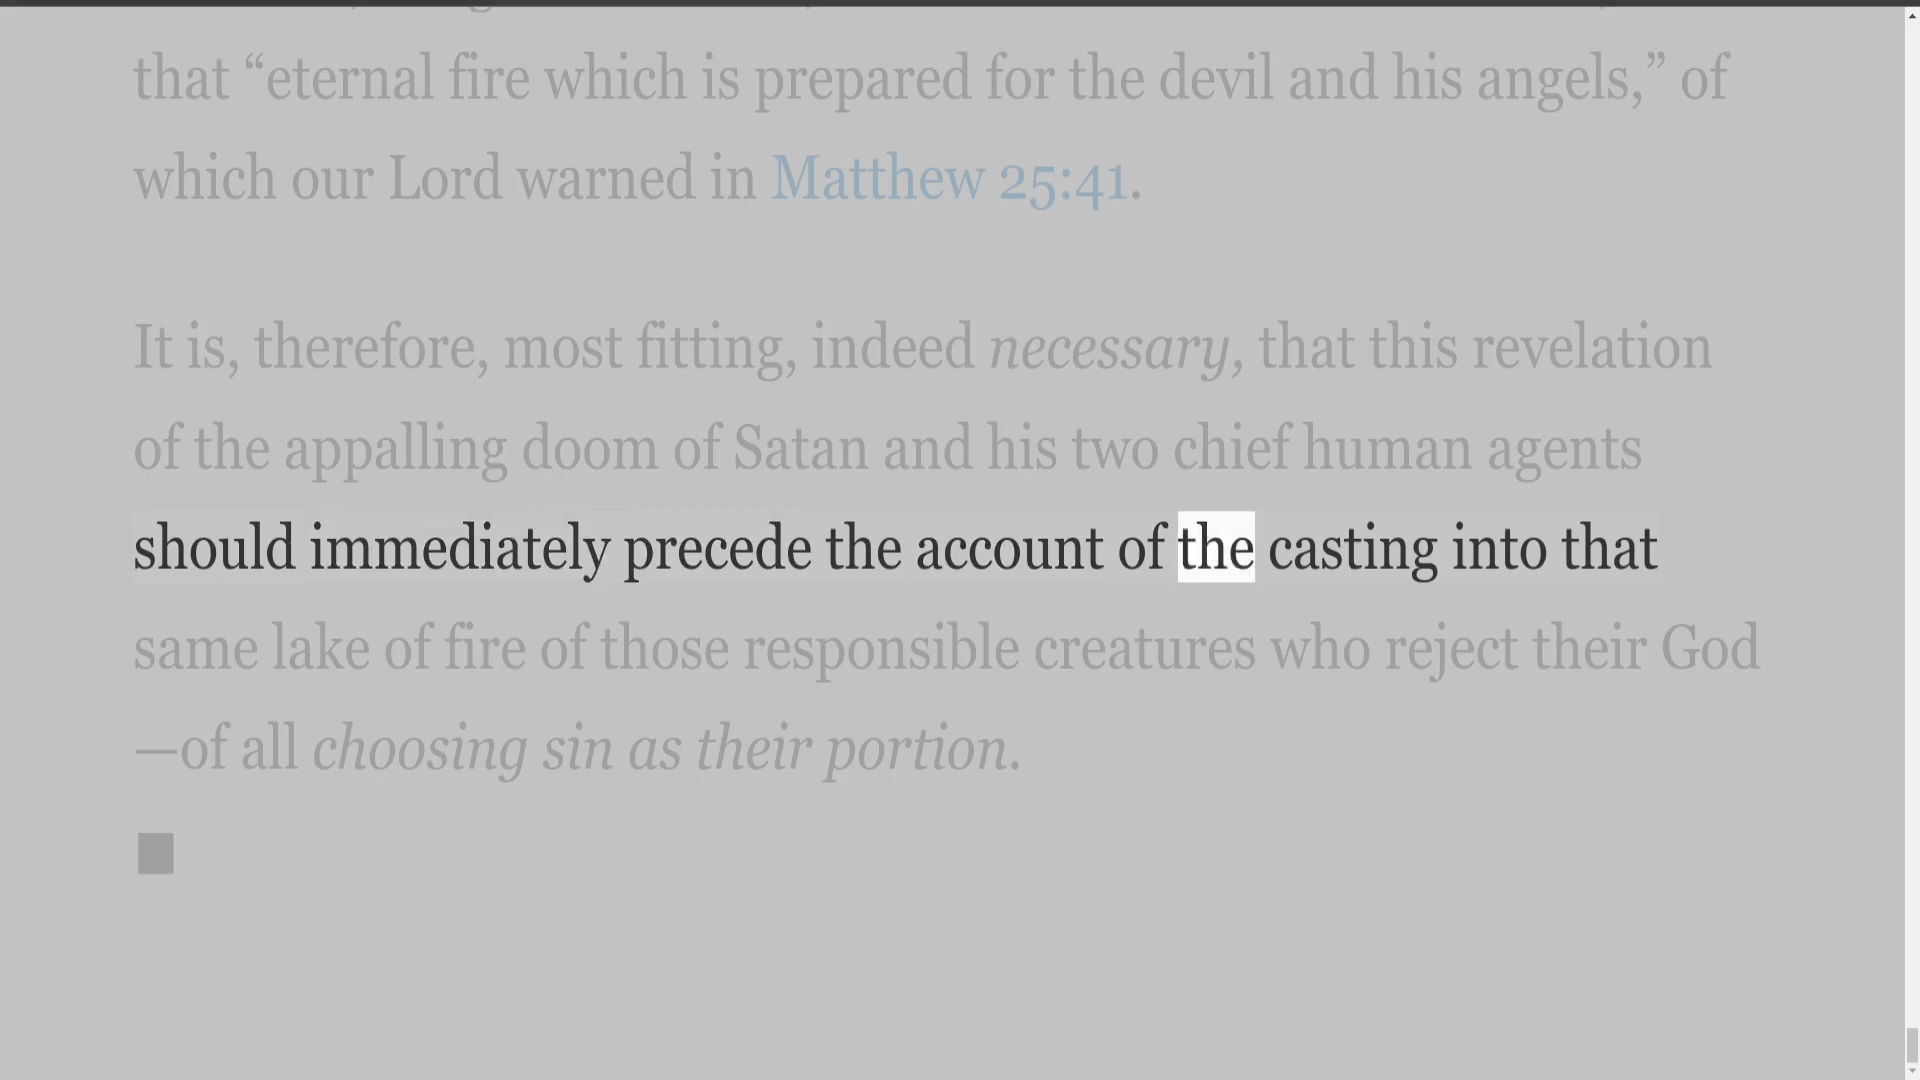 that “eternal fire which is prepared for the devil and his angels,” of
which our Lord warned in Matthew 25:41.
It is, therefore, most fitting, indeed necessary, that this revelation
of the appalling doom of Satan and his two chief human agents
should immediately precede the account of the casting into that
same lake of fire of those responsible creatures who reject their God
—of all choosing sin as their portion.